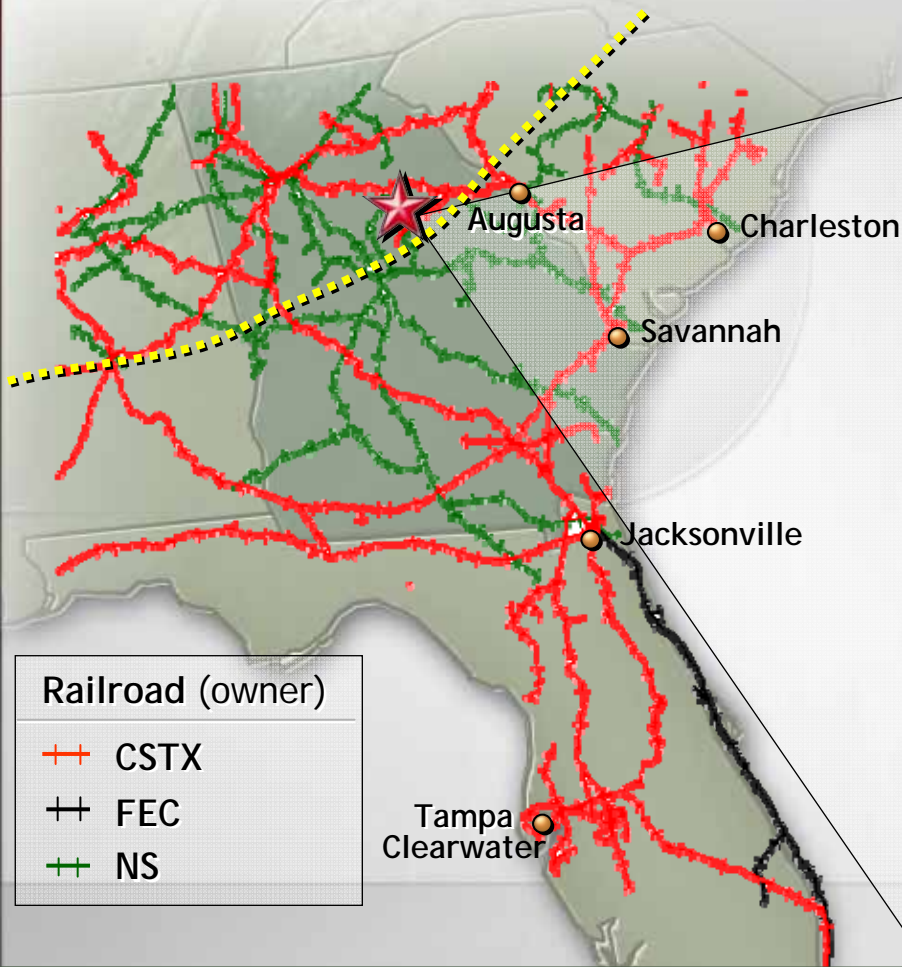 Augusta
Charleston
Savannah
Jacksonville
Railroad (owner)
CSTX
FEC
NS
Tampa
Clearwater